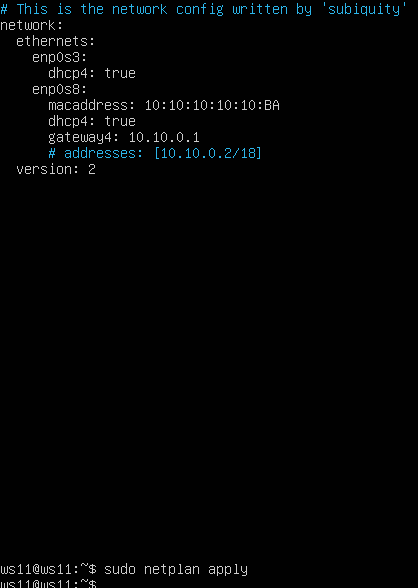 # This is the network config written by 'subiquity'
network:
  ethernets:
    enp0s3:
      dhcp4: true
    enp0s8:
      macaddress: 10:10:10:10:10:BA
      dhcp4: true
      gateway4: 10.10.0.1
      # addresses: [10.10.0.2/18]
  version: 2
ws11@ws11:~$ sudo netplan apply
ws11@ws11:~$